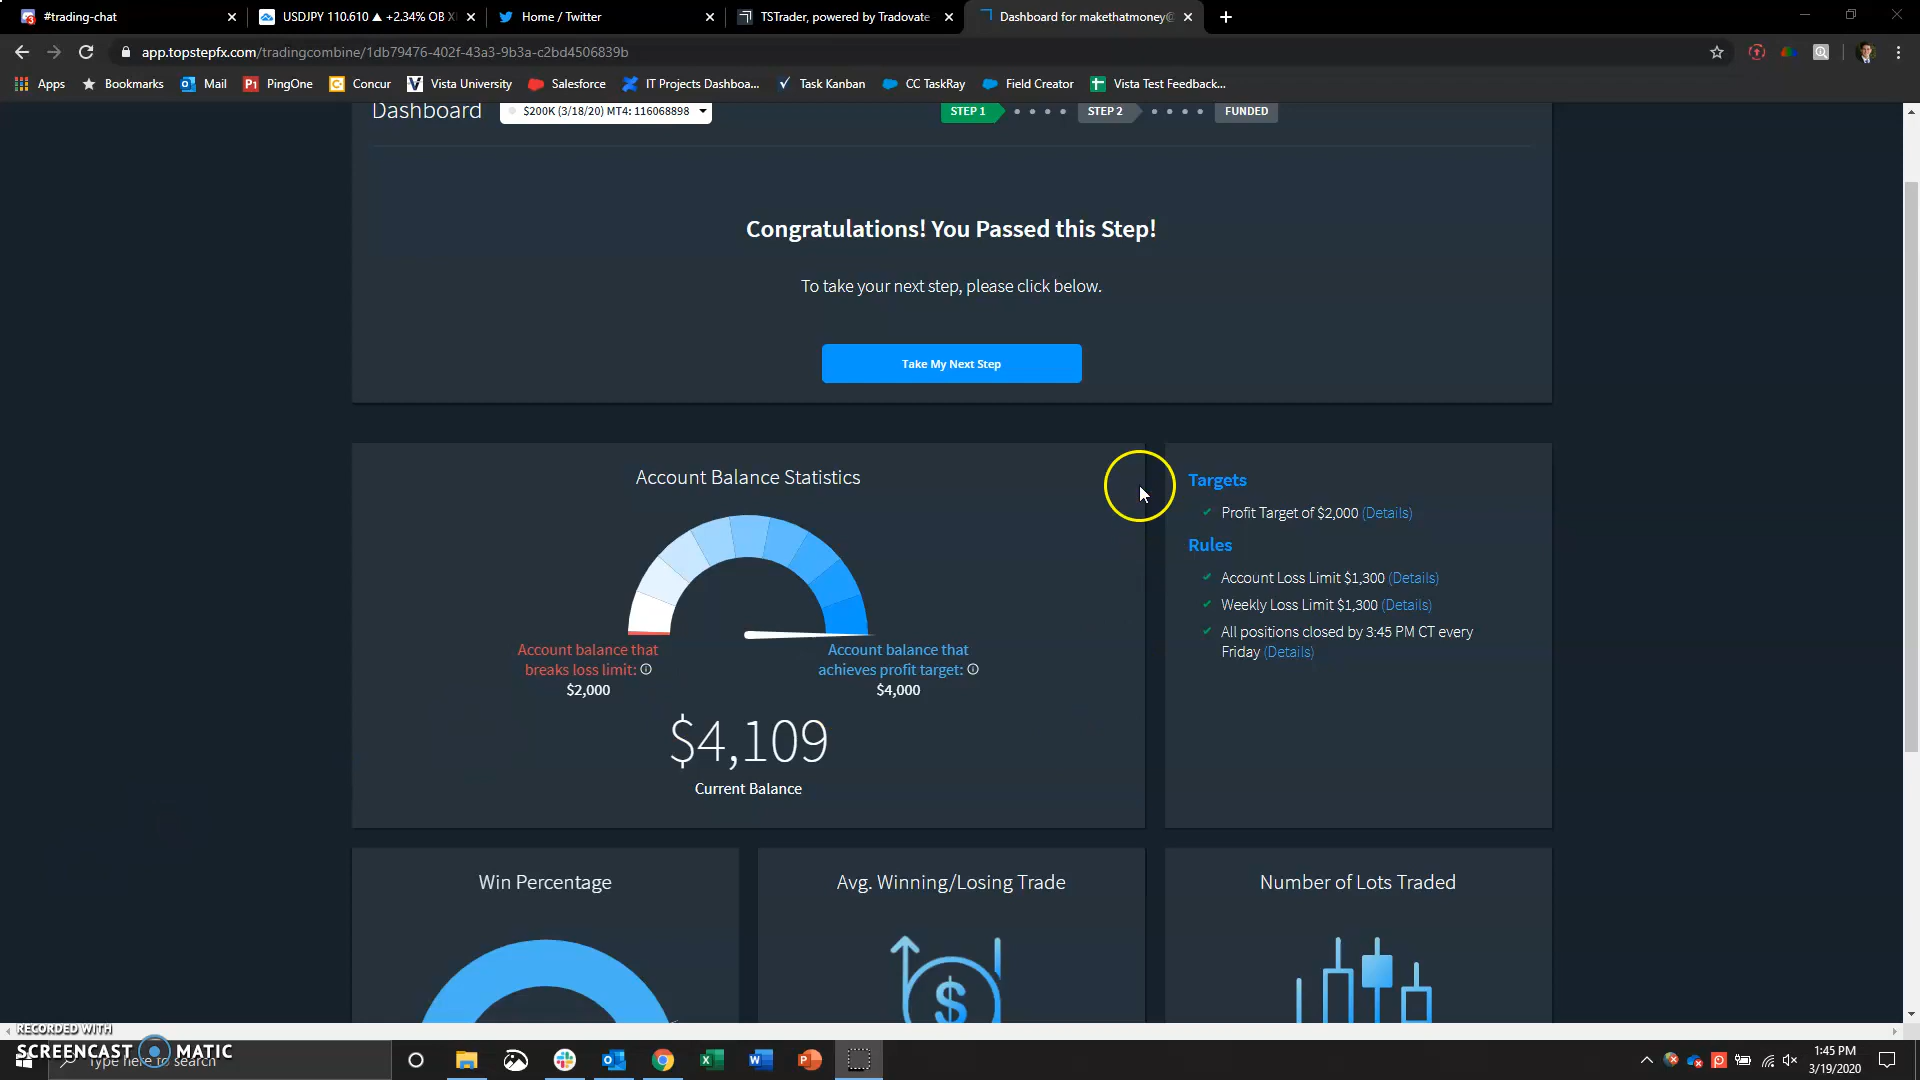 #trading-chat
USDJPY 110.610 ▲ +2.34% OB X
Home / Twitter
TSTrader, powered by Tradovate
Dashboard for makethatmoney@
app.topstepfx.com/tradingcombine/1db79476-402f-43a3-9b3a-c2bd4506839b
Apps
Bookmarks
Mail
PingOne
Concur
Vista University
Salesforce
IT Projects Dashboa...
Task Kanban
CC TaskRay
Field Creator
Vista Test Feedback...
Dashboard
$200K (3/18/20) MT4: 116068898
STEP 1
STEP 2
FUNDED
Congratulations! You Passed this Step!
To take your next step, please click below.
Take My Next Step
Account Balance Statistics
Account balance that
breaks loss limit:
$2,000
Account balance that
achieves profit target:
$4,000
$4,109
Current Balance
Targets
Profit Target of $2,000 (Details)
Rules
Account Loss Limit $1,300 (Details)
Weekly Loss Limit $1,300 (Details)
All positions closed by 3:45 PM CT every
Friday (Details)
Win Percentage
Avg. Winning/Losing Trade
Number of Lots Traded
RECORDED WITH
SCREENCAST MATIC
Type here to search
1:45 PM
3/19/2020